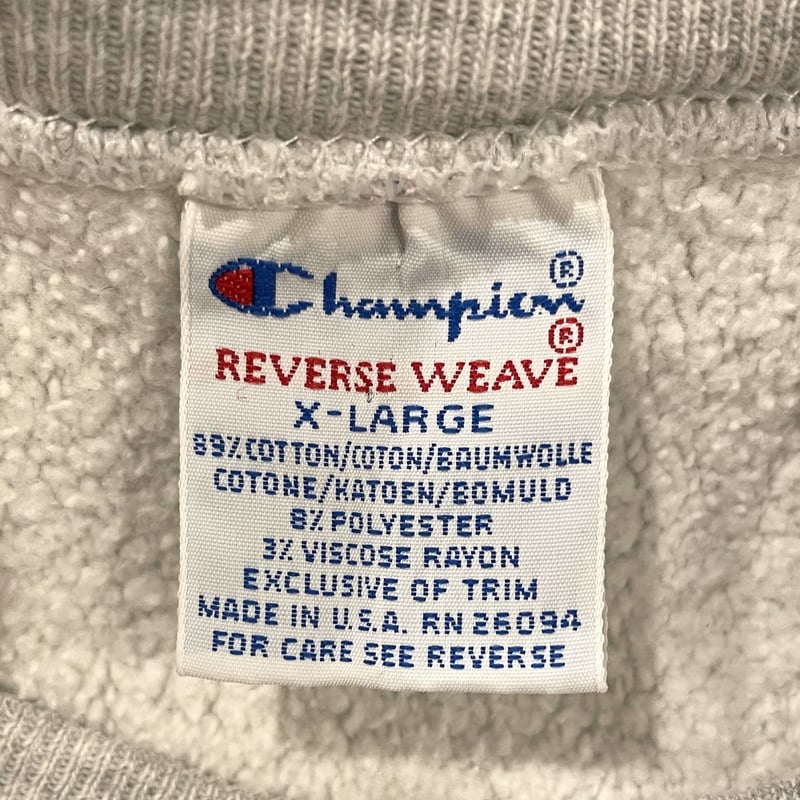 Champion®
®
REVERSE WEAVE
X-LARGE
89% COTTON/COTON/BAUMWOLLE
COTONE/KATOEN/BOMULD
8% POLYESTER
3% VISCOSE RAYON
EXCLUSIVE OF TRIM
MADE IN U.S.A. RN 26094
FOR CARE SEE REVERSE